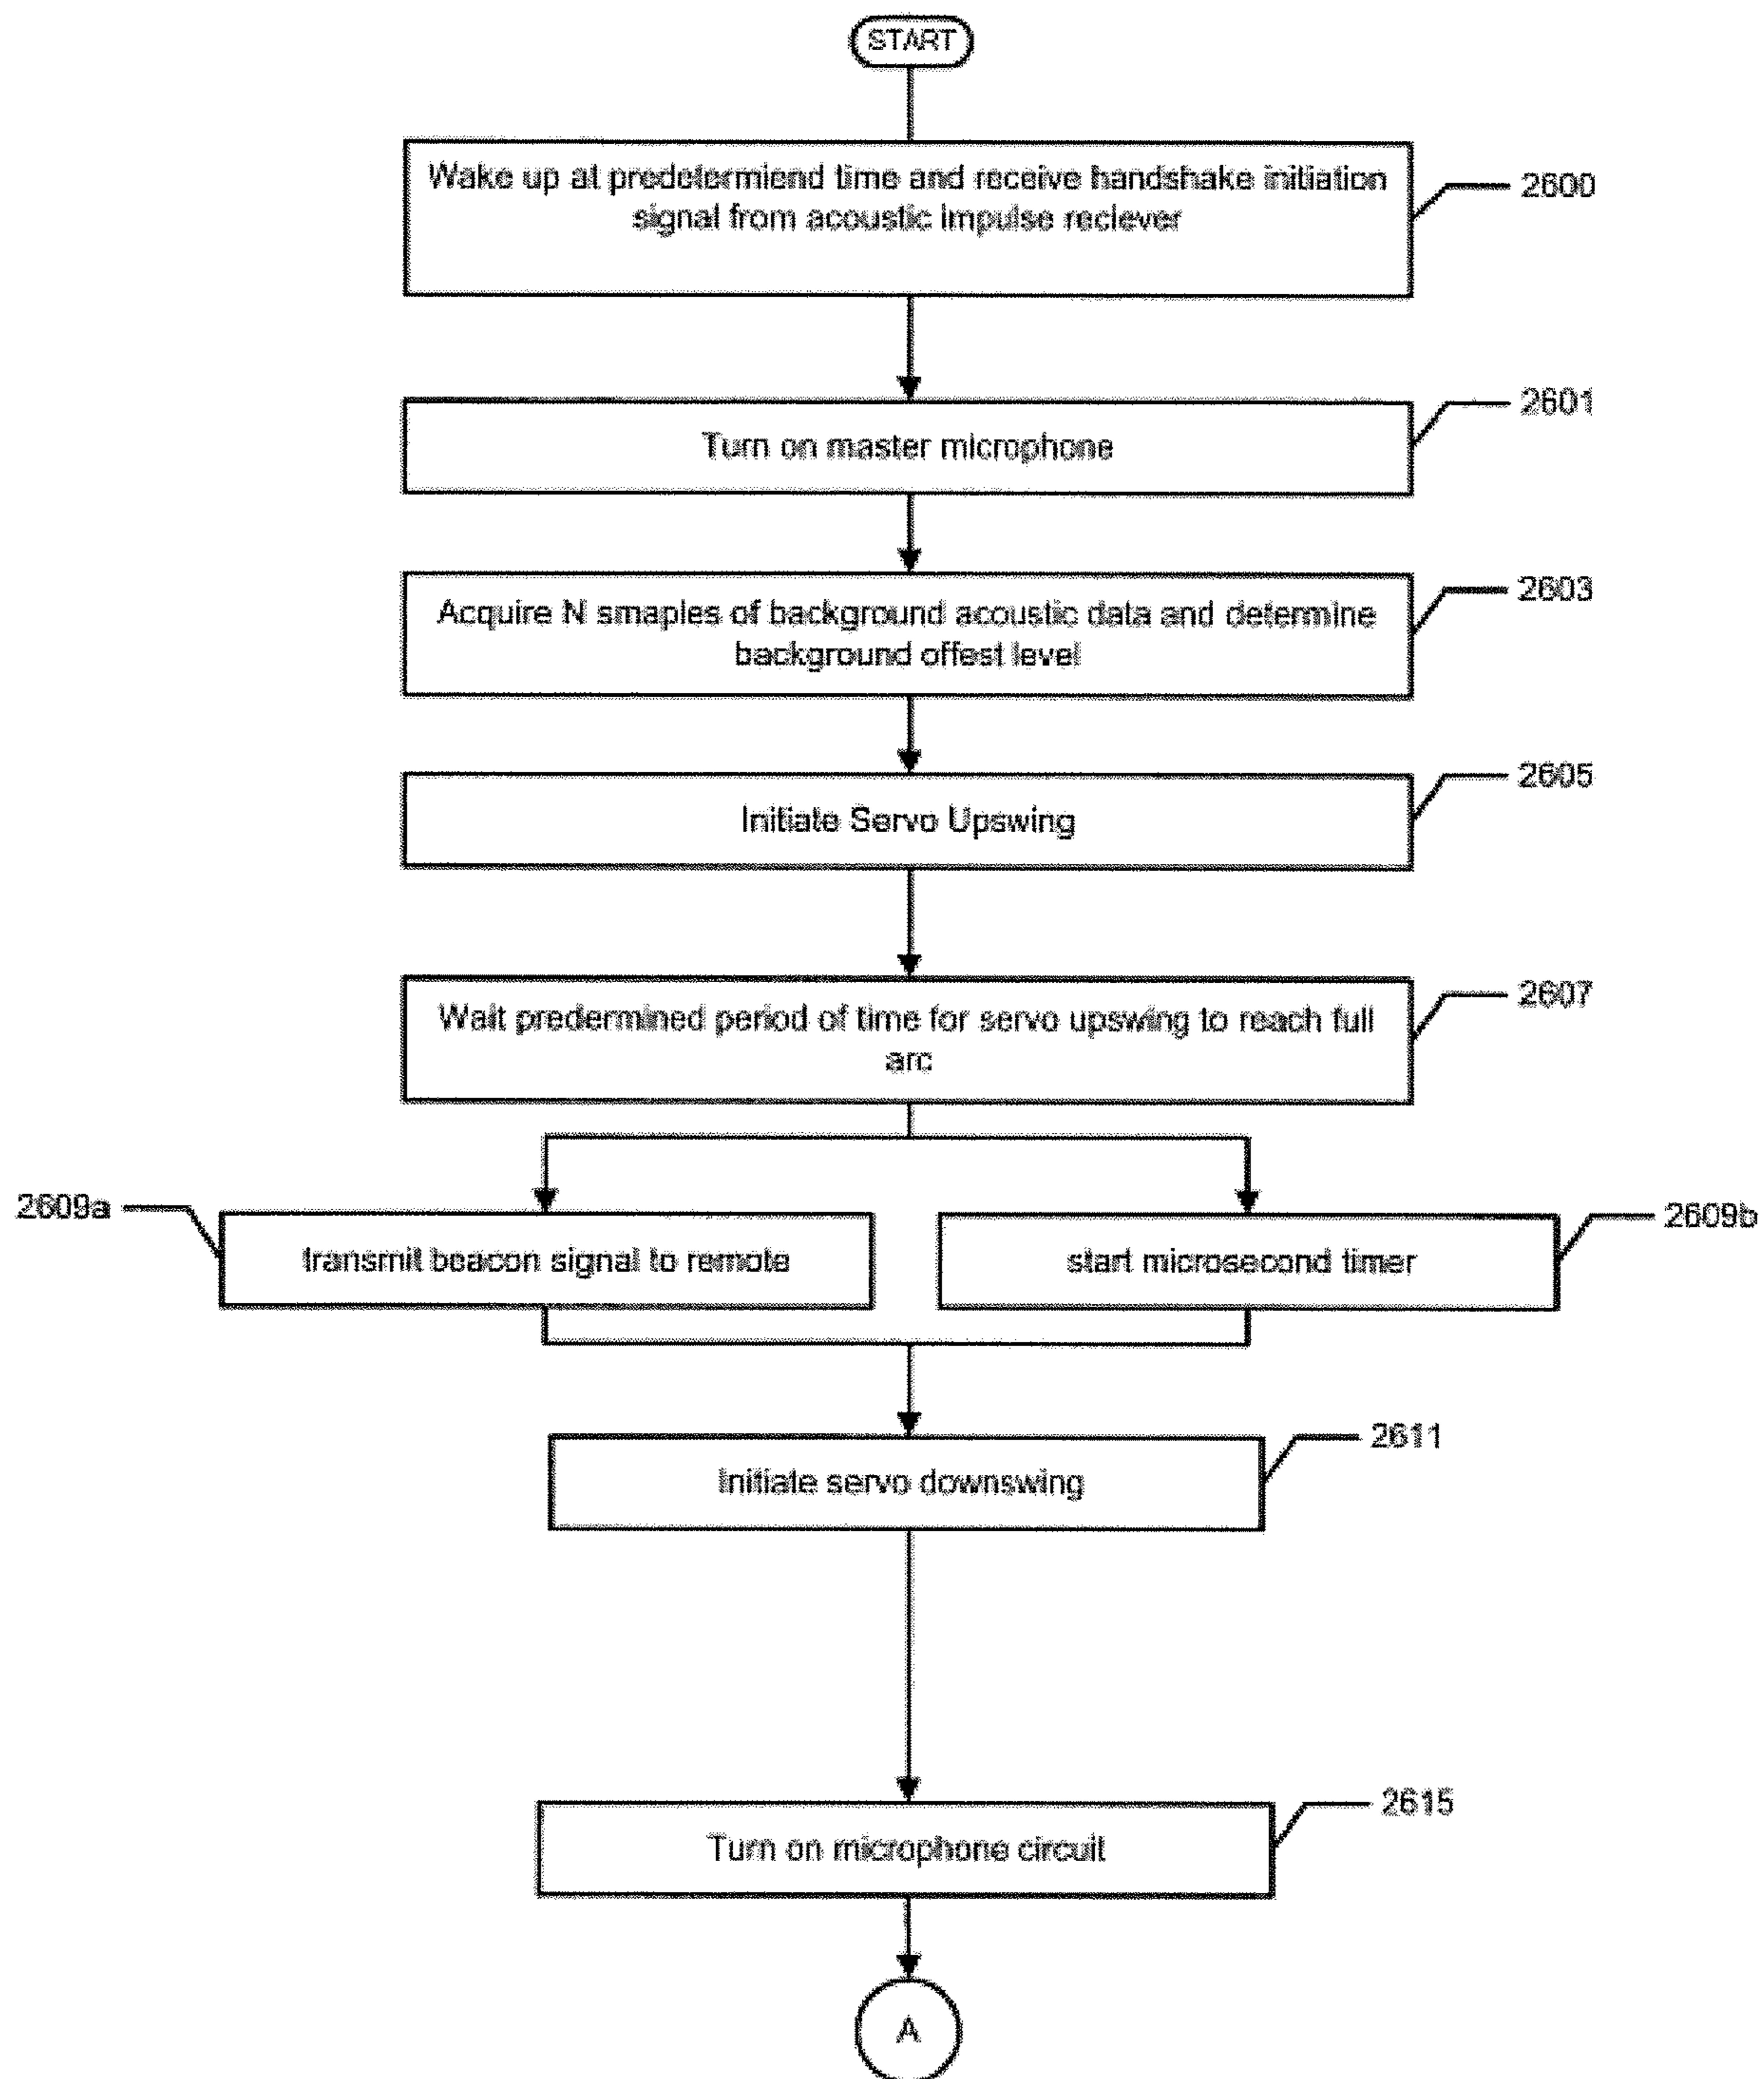 START
Wake up at predetermiend time and receive handshake initiation
signal from acoustic impulse reciever
2600
Turn on master microphone
2601
Acquire N smaples of background acoustic data and determine
background offest level
2603
Initiate Servo Upswing
2605
Wait predermined period of time for servo upswing to reach full
arc
2607
2609a
transmit beacon signal to remote
start microsecond timer
2609b
Initiate servo downswing
2611
Turn on microphone circuit
2615
A